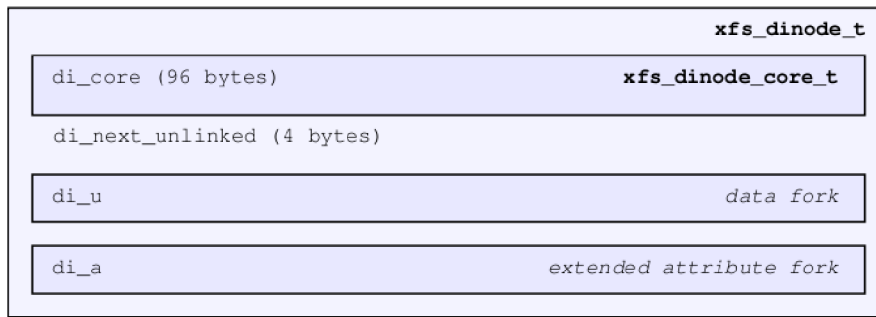 xfs_dinode_t
di_core (96 bytes) xfs_dinode_core_t
di_next_unlinked (4 bytes)
di_u data fork
di_a extended attribute fork